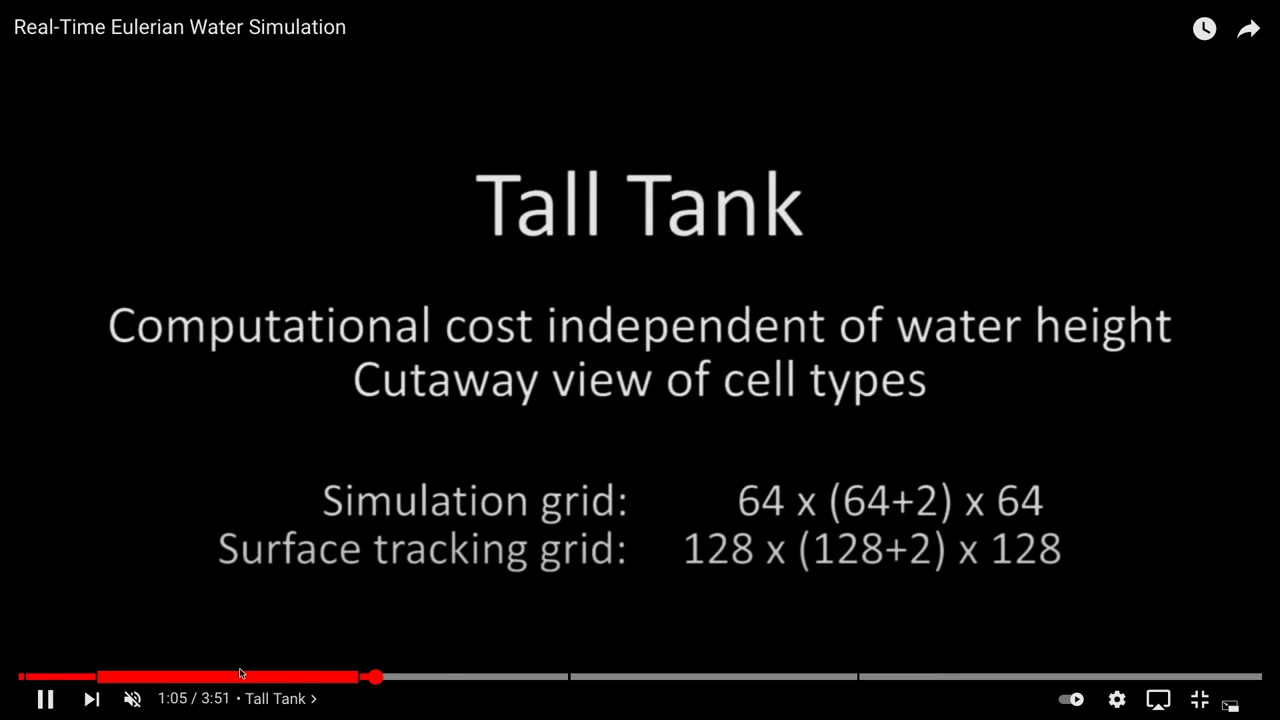 Real-Time Eulerian Water Simulation
Tall Tank
Computational cost independent of water height
Cutaway view of cell types
Simulation grid: 64 x (64+2) x 64
Surface tracking grid: 128 x (128+2) x 128
1:05 / 3:51 • Tall Tank >